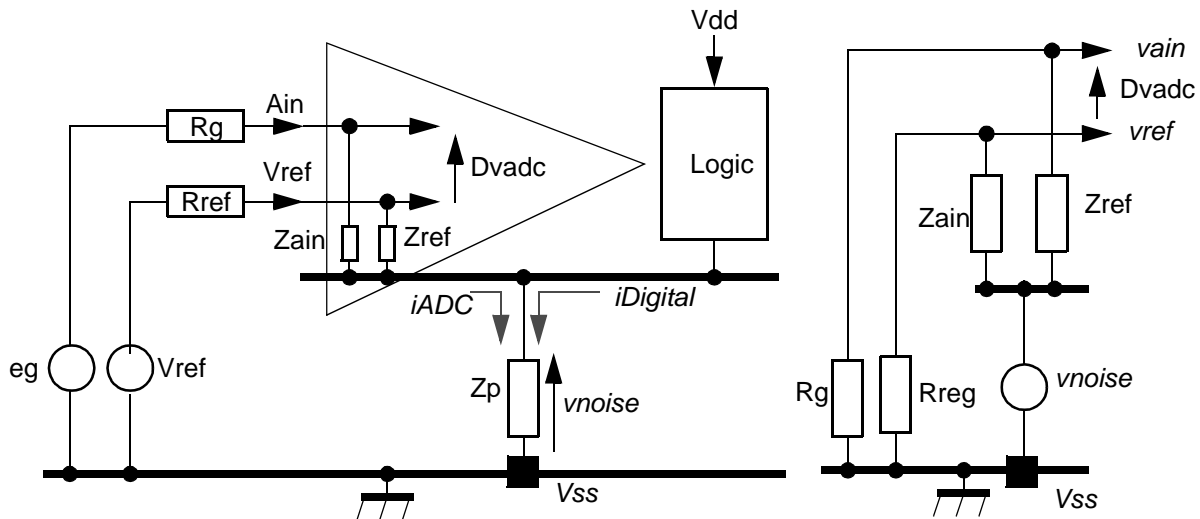 Vdd
vain
Dvadc
vref
Ain
Rg
Vref
Rref
Dvadc
Logic
Zain
Zref
Zain
Zref
iADC
iDigital
eg
Vref
Zp
vnoise
Rg
Rreg
vnoise
Vss
Vss